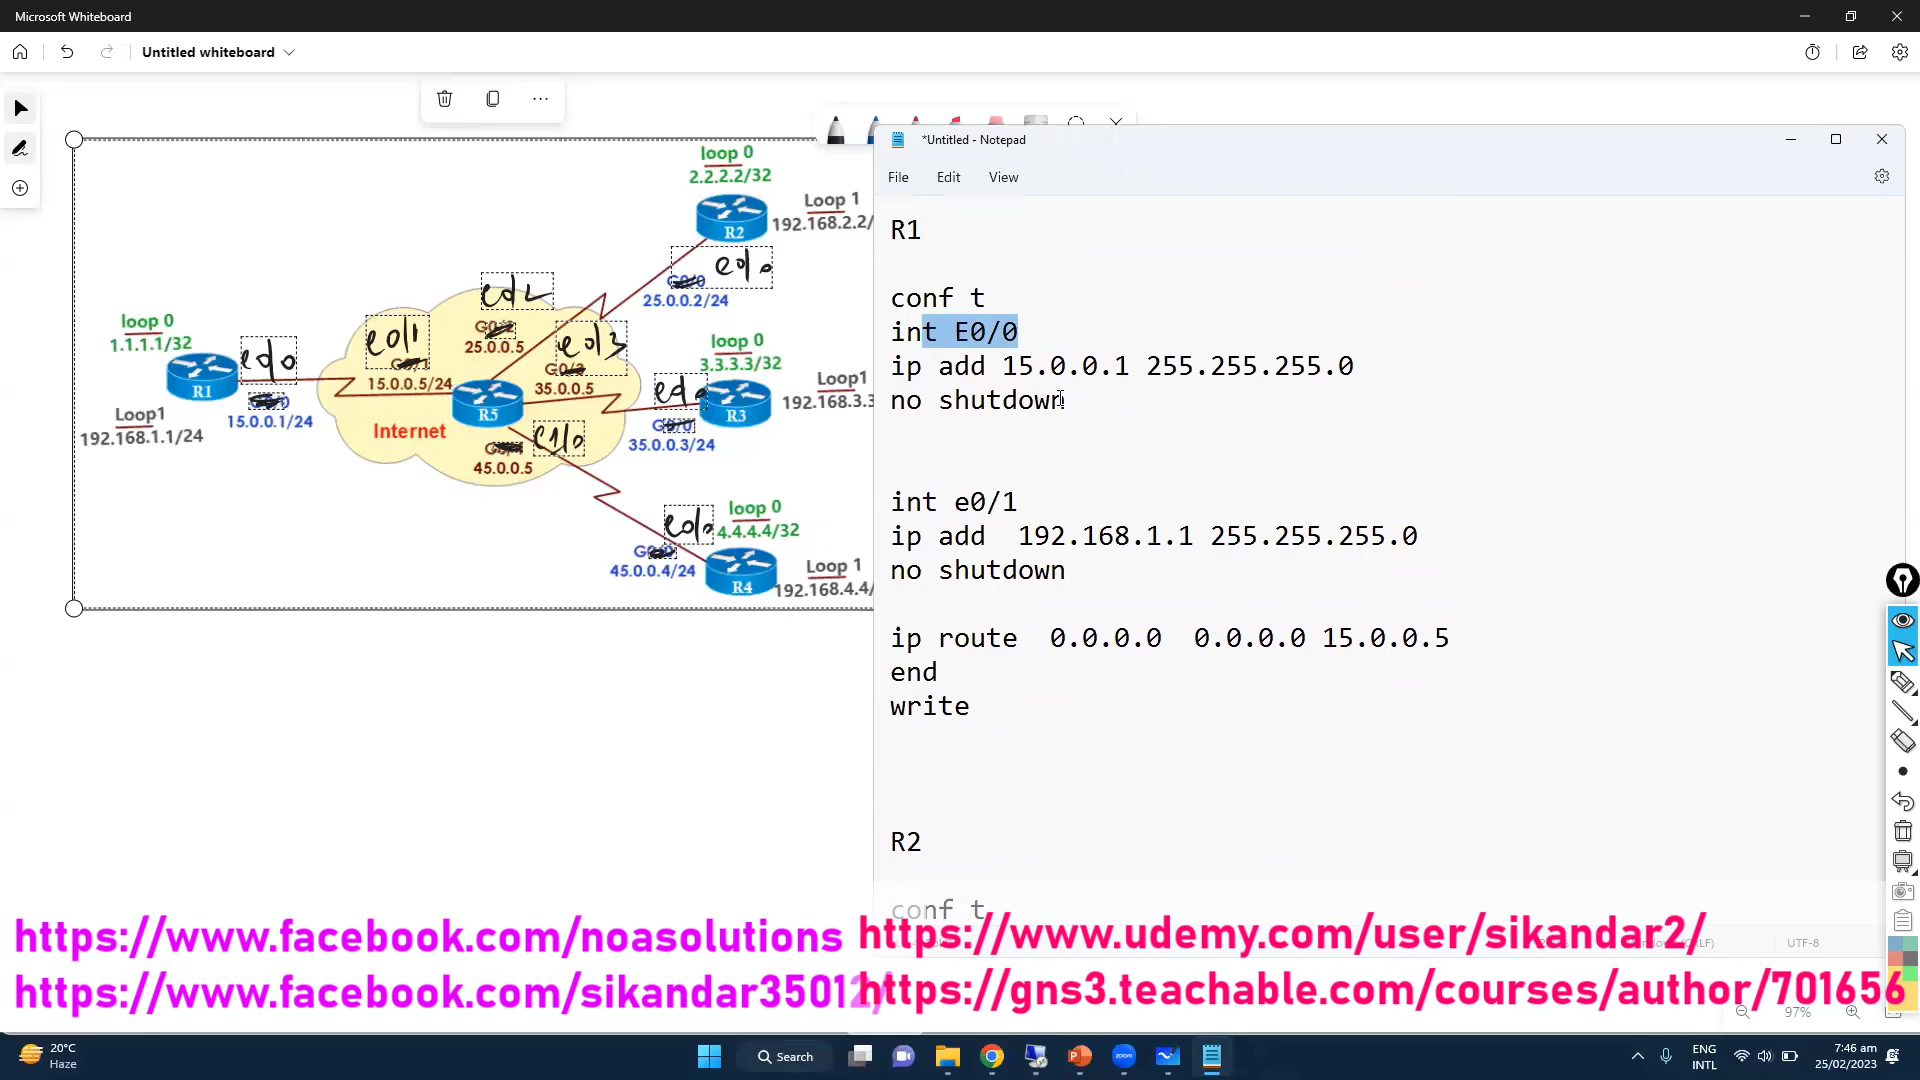 Microsoft Whiteboard
Untitled whiteboard
*Untitled - Notepad
File Edit View
loop 0
2.2.2.2/32
Loop 1
192.168.2.2/
R2
e0/0
G0/0
25.0.0.2/24
e0/2
25.0.0.5
loop 0
1.1.1.1/32
e0/0
R1
15.0.0.1/24
Loop1
192.168.1.1/24
e0/1
15.0.0.5/24
e0/3
35.0.0.5
R5
Internet
e1/0
45.0.0.5
loop 0
3.3.3.3/32
Loop1
192.168.3.3
e0/0
R3
G0/0
35.0.0.3/24
e0/0
loop 0
4.4.4.4/32
45.0.0.4/24
R4
Loop 1
192.168.4.4/
R1
conf t
int E0/0
ip add 15.0.0.1 255.255.255.0
no shutdown
int e0/1
ip add  192.168.1.1 255.255.255.0
no shutdown
ip route  0.0.0.0  0.0.0.0 15.0.0.5
end
write
R2
conf t
UTF-8
https://www.facebook.com/noasolutions
https://www.udemy.com/user/sikandar2/
https://www.facebook.com/sikandar35012/
https://gns3.teachable.com/courses/author/701656
97%
20°C
Haze
Search
zoom
ENG
INTL
7:46 am
25/02/2023